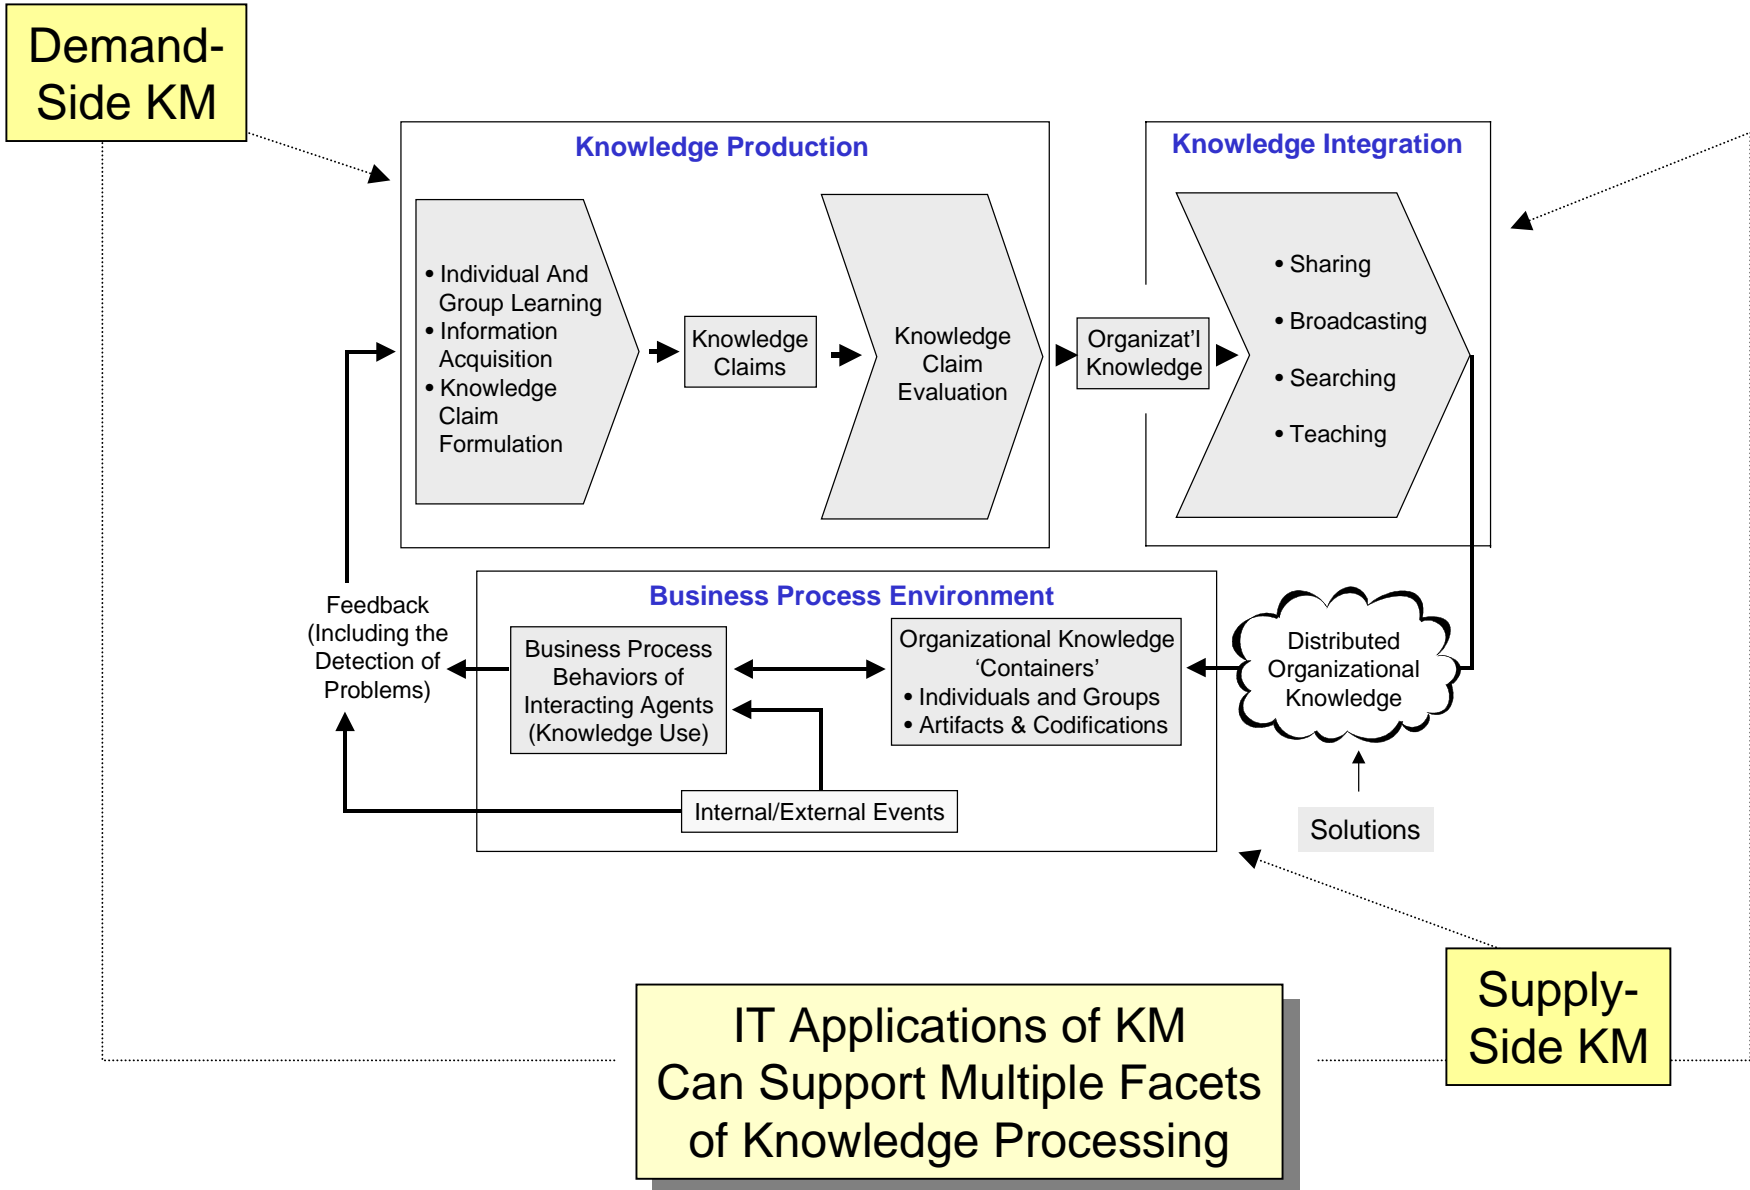 Demand-
Side KM
Knowledge Production
• Individual And
Group Learning
• Information
Acquisition
• Knowledge
Claim
Formulation
Knowledge
Claims
Knowledge
Claim
Evaluation
Organizat'l
Knowledge
Knowledge Integration
• Sharing
• Broadcasting
• Searching
• Teaching
Feedback
(Including the
Detection of
Problems)
Business Process Environment
Business Process
Behaviors of
Interacting Agents
(Knowledge Use)
Organizational Knowledge
‘Containers’
• Individuals and Groups
• Artifacts & Codifications
Internal/External Events
Distributed
Organizational
Knowledge
Solutions
Supply-
Side KM
IT Applications of KM
Can Support Multiple Facets
of Knowledge Processing